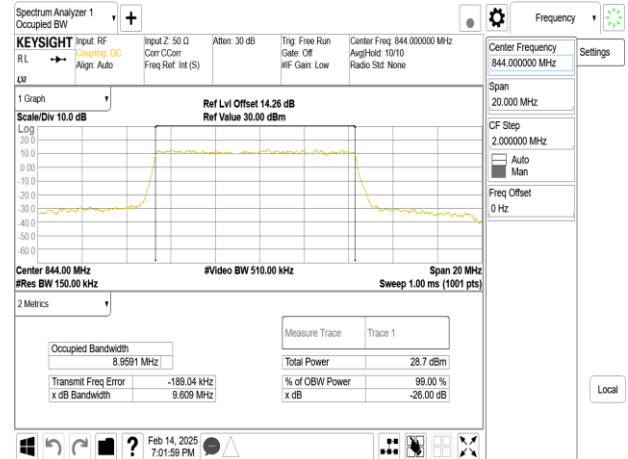 Spectrum Analyzer 1
Occupied BW
Frequency
KEYSIGHT
Input: RF
Input Z: 50 Ω
Atten: 30 dB
Trig: Free Run
Center Freq: 844.000000 MHz
RL
Coupling: DC
Corr CCorr
Gate: Off
Avg|Hold: 10/10
Align: Auto
Freq Ref: Int (S)
#IF Gain: Low
Radio Std: None
LXI
Center Frequency
844.000000 MHz
Settings
Span
20.000 MHz
CF Step
2.000000 MHz
Auto
Man
Freq Offset
0 Hz
Local
1 Graph
Ref Lvl Offset 14.26 dB
Scale/Div 10.0 dB
Ref Value 30.00 dBm
Log
20.0
10.0
0.00
-10.0
-20.0
-30.0
-40.0
-50.0
-60.0
Center 844.00 MHz
#Video BW 510.00 kHz
Span 20 MHz
#Res BW 150.00 kHz
Sweep 1.00 ms (1001 pts)
2 Metrics
Measure Trace
Trace 1
Occupied Bandwidth
8.9591 MHz
Total Power
28.7 dBm
Transmit Freq Error
-189.04 kHz
% of OBW Power
99.00 %
x dB Bandwidth
9.609 MHz
x dB
-26.00 dB
?
Feb 14, 2025
7:01:59 PM